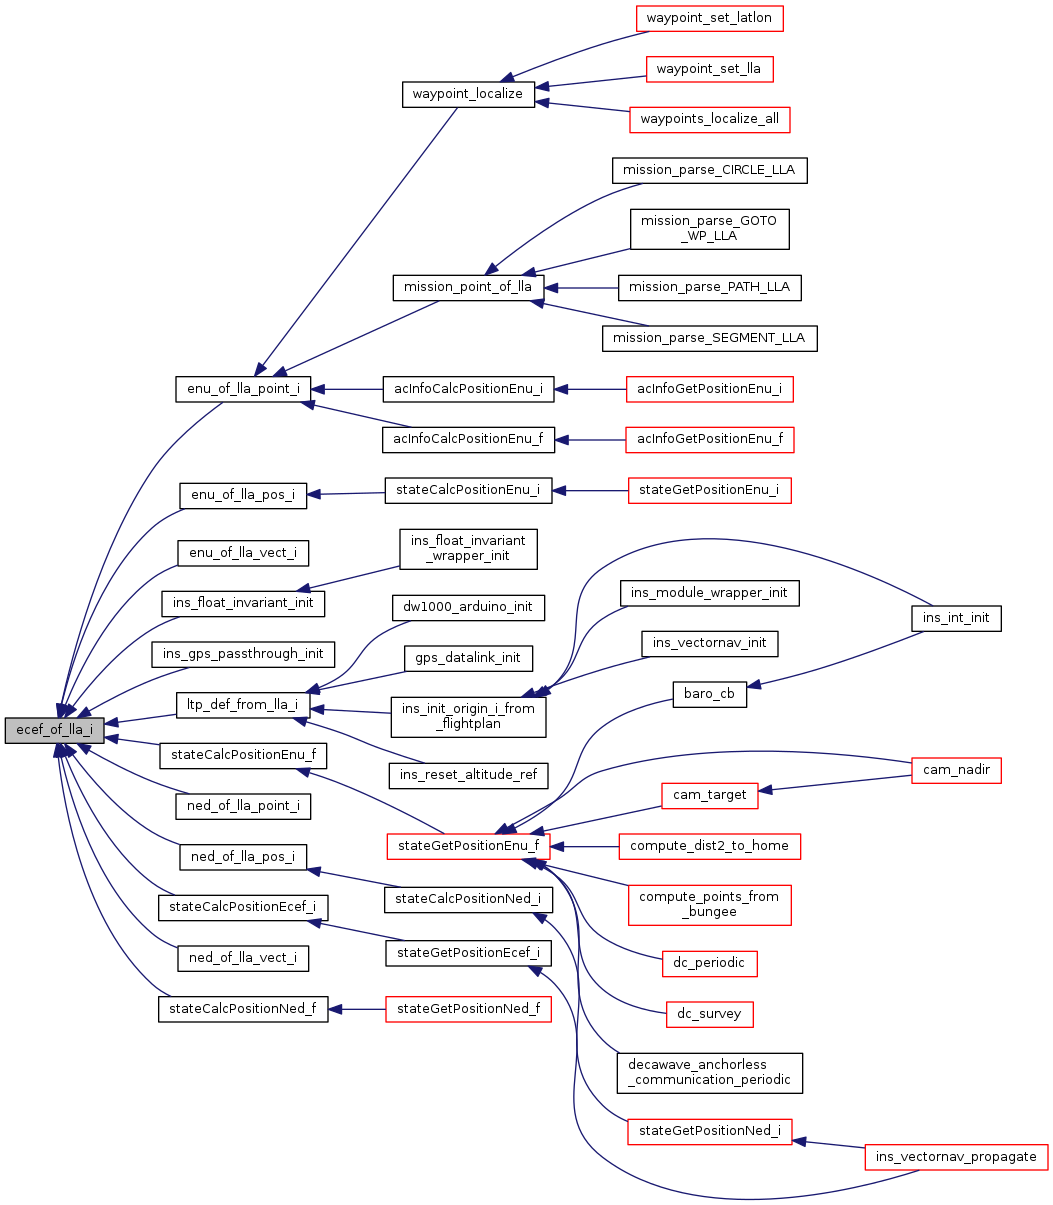 waypoint_set_latlon
waypoint_set_lla
waypoint_localize
waypoints_localize_all
mission_parse_CIRCLE_LLA
mission_parse_GOTO
_WP_LLA
mission_point_of_lla
mission_parse_PATH_LLA
mission_parse_SEGMENT_LLA
enu_of_lla_point_i
acInfoCalcPositionEnu_i
acInfoGetPositionEnu_i
acInfoCalcPositionEnu_f
acInfoGetPositionEnu_f
enu_of_lla_pos_i
stateCalcPositionEnu_i
stateGetPositionEnu_i
enu_of_lla_vect_i
ins_float_invariant
_wrapper_init
ins_float_invariant_init
dw1000_arduino_init
ins_module_wrapper_init
ins_int_init
ins_gps_passthrough_init
gps_datalink_init
ins_vectornav_init
ltp_def_from_lla_i
ins_init_origin_i_from
_flightplan
baro_cb
ecef_of_lla_i
stateCalcPositionEnu_f
ins_reset_altitude_ref
cam_nadir
ned_of_lla_point_i
cam_target
stateGetPositionEnu_f
compute_dist2_to_home
ned_of_lla_pos_i
stateCalcPositionNed_i
compute_points_from
_bungee
stateCalcPositionEcef_i
stateGetPositionEcef_i
ned_of_lla_vect_i
dc_periodic
stateCalcPositionNed_f
stateGetPositionNed_f
dc_survey
decawave_anchorless
_communication_periodic
stateGetPositionNed_i
ins_vectornav_propagate